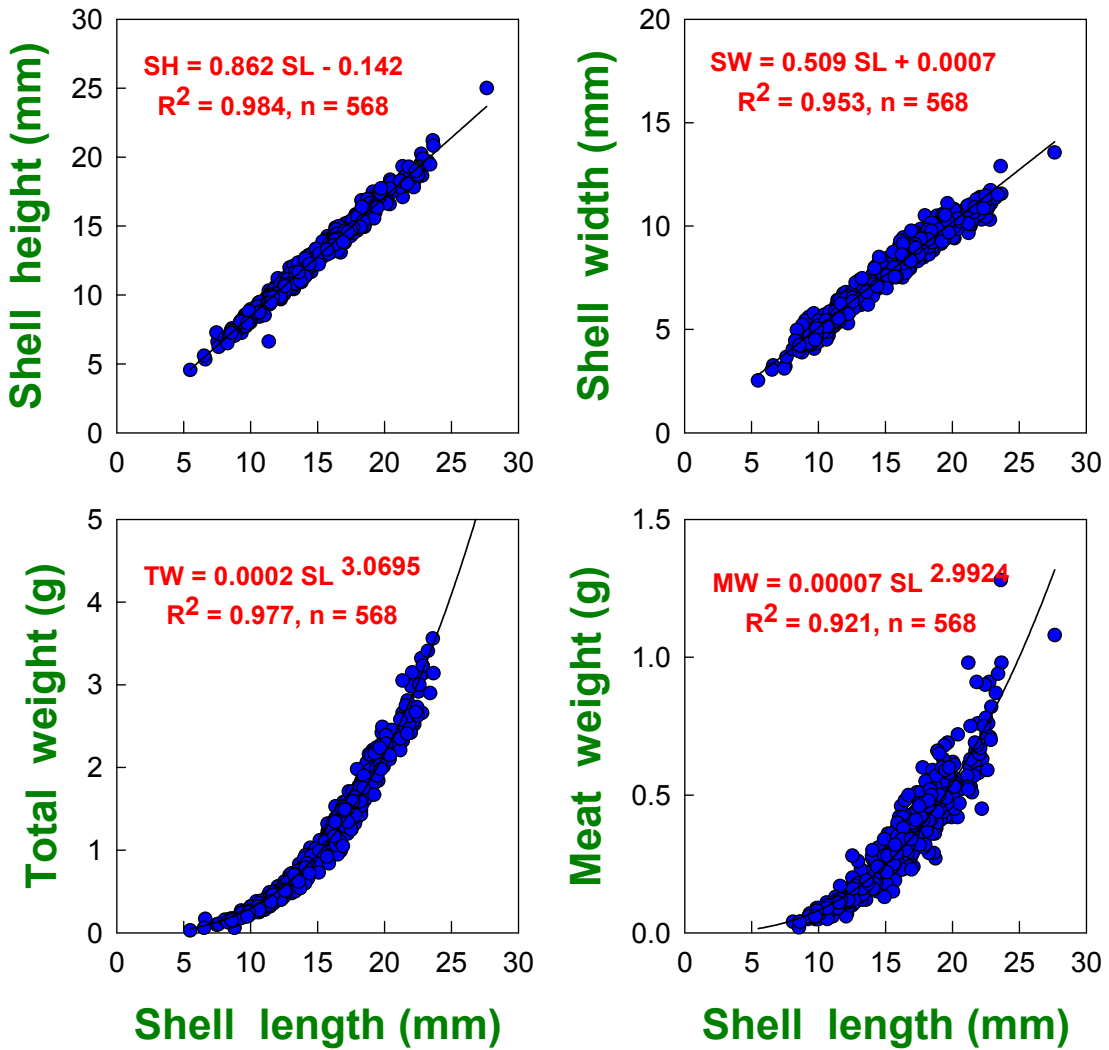 Shell height (mm)
30
25
20
15
10
5
0
SH = 0.862 SL - 0.142
R² = 0.984, n = 568
0 5 10 15 20 25 30
Shell width (mm)
20
15
10
5
0
SW = 0.509 SL + 0.0007
R² = 0.953, n = 568
0 5 10 15 20 25 30
Total weight (g)
5
4
3
2
1
0
TW = 0.0002 SL 3.0695
R² = 0.977, n = 568
0 5 10 15 20 25 30
Shell length (mm)
Meat weight (g)
1.5
1.0
0.5
0.0
MW = 0.00007 SL 2.9924
R² = 0.921, n = 568
0 5 10 15 20 25 30
Shell length (mm)